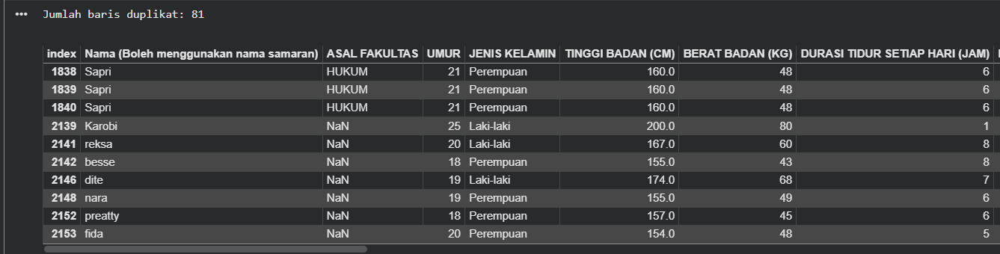 ••• Jumlah baris duplikat: 81
index Nama (Boleh menggunakan nama samaran) ASAL FAKULTAS UMUR JENIS KELAMIN TINGGI BADAN (CM) BERAT BADAN (KG) DURASI TIDUR SETIAP HARI (JAM)
1838 Sapri HUKUM 21 Perempuan 160.0 48 6
1839 Sapri HUKUM 21 Perempuan 160.0 48 6
1840 Sapri HUKUM 21 Perempuan 160.0 48 6
2139 Karobi NaN 25 Laki-laki 200.0 80 1
2141 reksa NaN 20 Laki-laki 167.0 60 8
2142 besse NaN 18 Perempuan 155.0 43 8
2146 dite NaN 19 Laki-laki 174.0 68 7
2148 nara NaN 19 Perempuan 155.0 49 6
2152 preatty NaN 18 Perempuan 157.0 45 6
2153 fida NaN 20 Perempuan 154.0 48 5